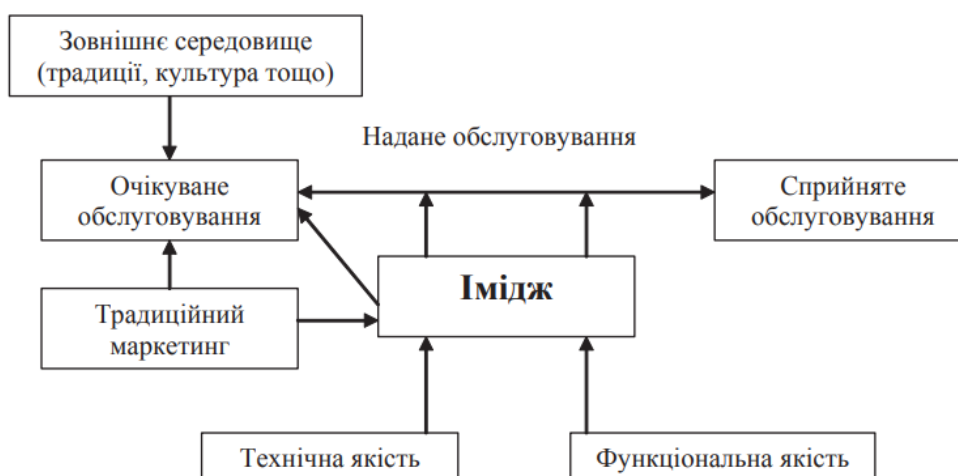 Зовнішнє середовище
(традиції, культура тощо)
Надане обслуговування
Очікуване
обслуговування
Сприйняте
обслуговування
Імідж
Традиційний
маркетинг
Технічна якість
Функціональна якість